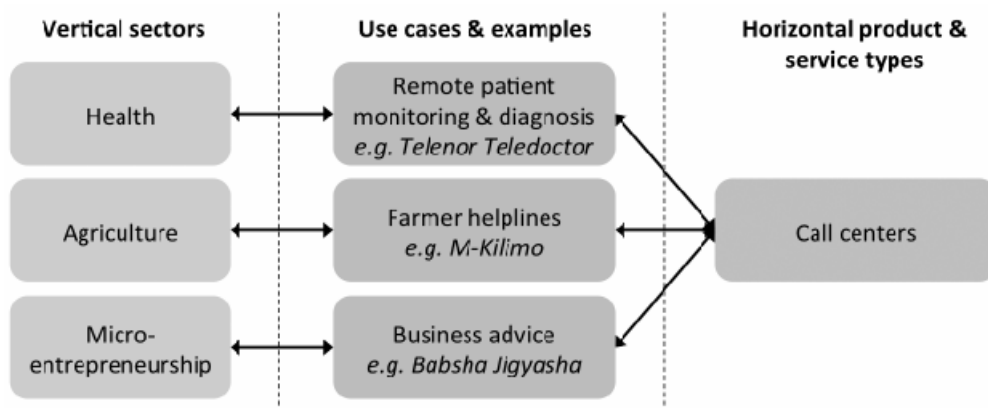 Vertical sectors
Use cases & examples
Horizontal product &
service types
Health
Remote patient
monitoring & diagnosis
e.g. Telenor Teledoctor
Agriculture
Farmer helplines
e.g. M-Kilimo
Call centers
Micro-
entrepreneurship
Business advice
e.g. Babsha Jigyasha